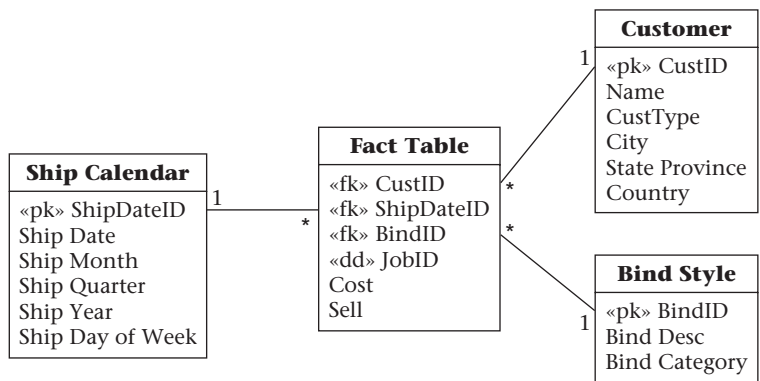 Customer
«pk» CustID
Name
CustType
City
State Province
Country
1
*
Fact Table
«fk» CustID
«fk» ShipDateID
«fk» BindID
«dd» JobID
Cost
Sell
Ship Calendar
«pk» ShipDateID
Ship Date
Ship Month
Ship Quarter
Ship Year
Ship Day of Week
1
*
*
1
Bind Style
«pk» BindID
Bind Desc
Bind Category